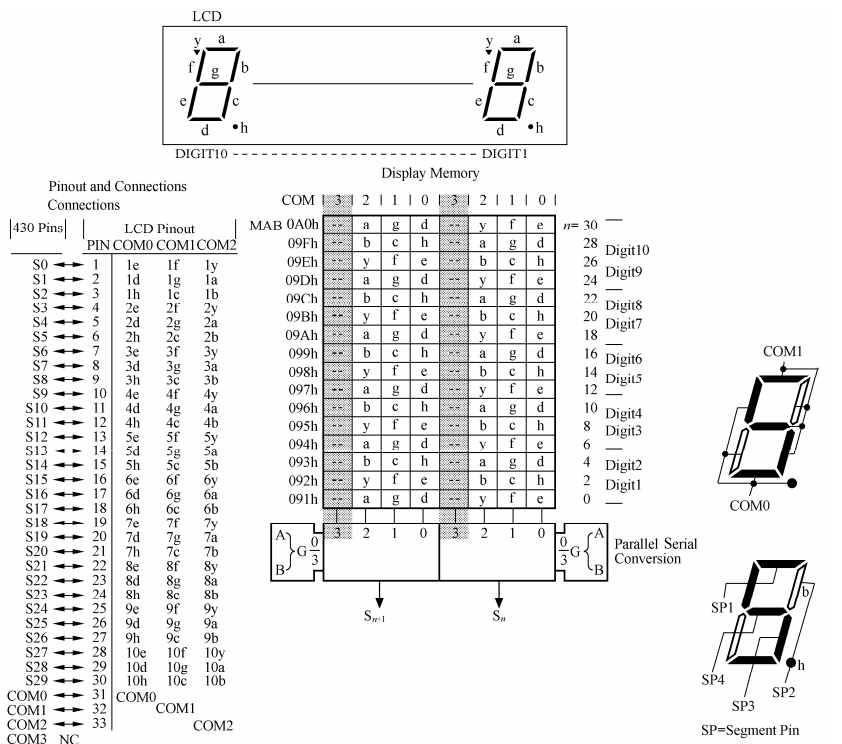 LCD
y a y a
f g b f g b
e c e c
d h d h
DIGIT10 DIGIT1
Display Memory
Pinout and Connections
Connections
COM 3 2 1 0 3 2 1 0
430 Pins LCD Pinout
PIN COM0 COM1 COM2
MAB 0A0h -- a g d -- y f e n= 30
09Fh -- b c h -- a g d 28
Digit10
09Eh -- y f e -- b c h 26
Digit9
09Dh -- a g d -- y f e 24
09Ch -- b c h -- a g d 22
Digit8
09Bh -- y f e -- b c h 20
Digit7
09Ah -- a g d -- y f e 18
099h -- b c h -- a g d 16
Digit6
098h -- y f e -- b c h 14
Digit5
097h -- a g d -- y f e 12
096h -- b c h -- a g d 10
Digit4
095h -- y f e -- b c h 8
Digit3
094h -- a g d -- y f e 6
093h -- b c h -- a g d 4
Digit2
092h -- y f e -- b c h 2
Digit1
091h -- a g d -- y f e 0
S0 1 1e 1f 1y
S1 2 1d 1g 1a
S2 3 1h 1c 1b
S3 4 2e 2f 2y
S4 5 2d 2g 2a
S5 6 2h 2c 2b
S6 7 3e 3f 3y
S7 8 3d 3g 3a
S8 9 3h 3c 3b
S9 10 4e 4f 4y
S10 11 4d 4g 4a
S11 12 4h 4c 4b
S12 13 5e 5f 5y
S13 14 5d 5g 5a
S14 15 5h 5c 5b
S15 16 6e 6f 6y
S16 17 6d 6g 6a
S17 18 6h 6c 6b
S18 19 7e 7f 7y
S19 20 7d 7g 7a
S20 21 7h 7c 7b
S21 22 8e 8f 8y
S22 23 8d 8g 8a
S23 24 8h 8c 8b
S24 25 9e 9f 9y
S25 26 9d 9g 9a
S26 27 9h 9c 9b
S27 28 10e 10f 10y
S28 29 10d 10g 10a
S29 30 10h 10c 10b
COM0 31 COM0
COM1 32 COM1
COM2 33 COM2
COM3 NC
3 2 1 0 3 2 1 0
A B G 0 3
0 3 G A B
Parallel Serial
Conversion
Sn+1 Sn
COM1
COM0
b
SP1
h
SP4
SP2
SP3
SP=Segment Pin